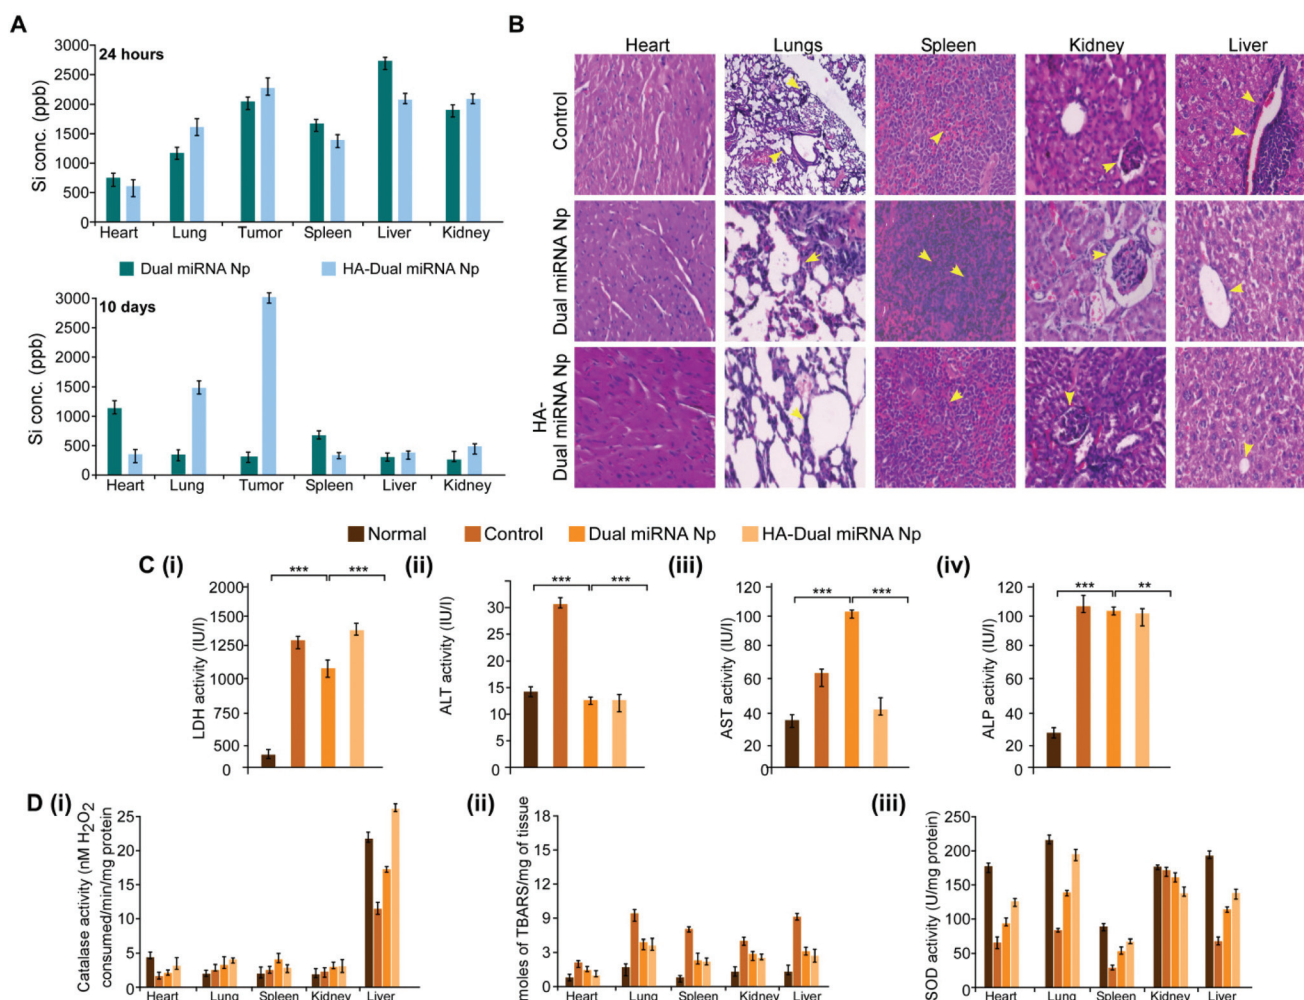 A
B
3000
24 hours
2500
2000
1500
1000
500
0
Si conc. (ppb)
Heart Lung Tumor Spleen Liver Kidney
Dual miRNA Np HA-Dual miRNA Np
3000
10 days
2500
2000
1500
1000
500
0
Si conc. (ppb)
Heart Lung Tumor Spleen Liver Kidney
Heart Lungs Spleen Kidney Liver
Control
Dual miRNA Np
HA-
Dual miRNA Np
Normal Control Dual miRNA Np HA-Dual miRNA Np
C (i)
LDH activity (IU/l)
2000
1500
1250
1000
750
500
0
*** ***
(ii)
ALT activity (IU/l)
30
25
15
10
5
0
*** ***
(iii)
AST activity (IU/l)
120
100
80
60
40
20
0
*** ***
(iv)
ALP activity (IU/l)
120
100
80
60
40
20
0
*** **
D (i)
Catalase activity (nM H2O2
consumed/min/mg protein
25
20
15
10
5
0
Heart Lung Spleen Kidney Liver
(ii)
moles of TBARS/mg of tissue
18
18
12
9
3
0
Heart Lung Spleen Kidney Liver
(iii)
SOD activity (U/mg protein)
250
200
150
100
50
0
Heart Lung Spleen Kidney Liver